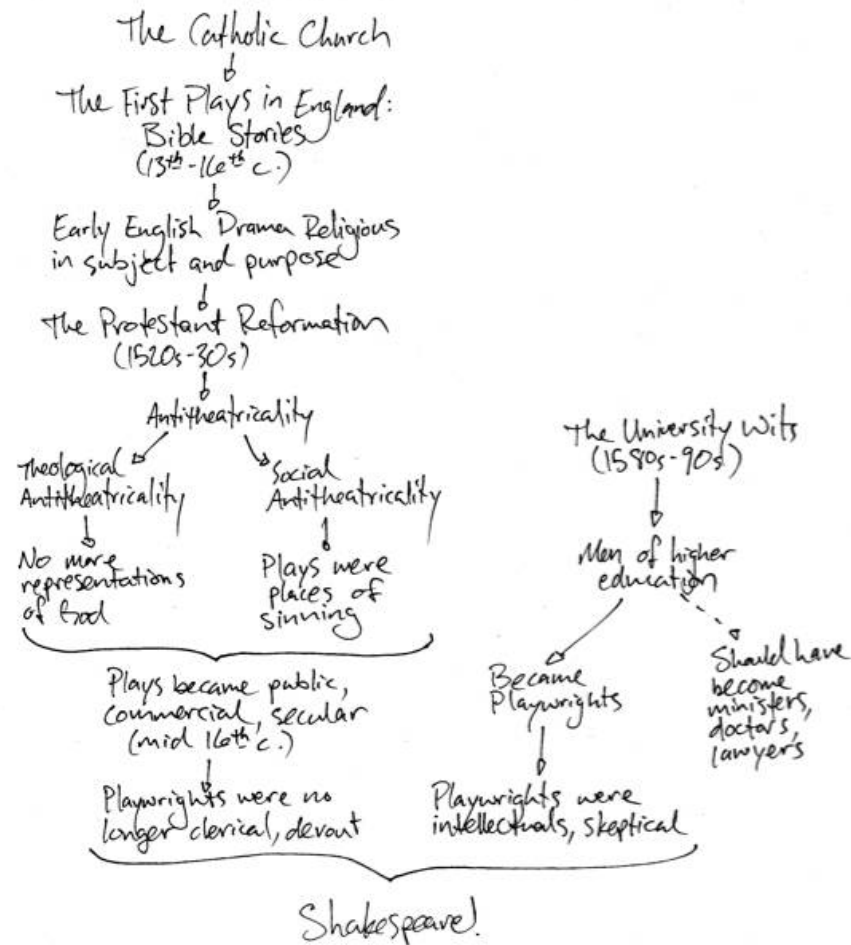 The Catholic Church
The First Plays in England:
Bible Stories
(13th-16th c.)
Early English Drama Religious
in subject and purpose
The Protestant Reformation
(1520s-30s)
Antitheatricality
Theological
Antitheatricality
Social
Antitheatricality
No more
representations
of God
Plays were
places of
sinning
Plays became public,
commercial, secular
(mid 16th c.)
Playwrights were no
longer clerical, devout
The University Wits
(1580s-90s)
Men of higher
education
Became
Playwrights
Should have
become
ministers,
doctors,
lawyers
Playwrights were
intellectuals, skeptical
Shakespeare!